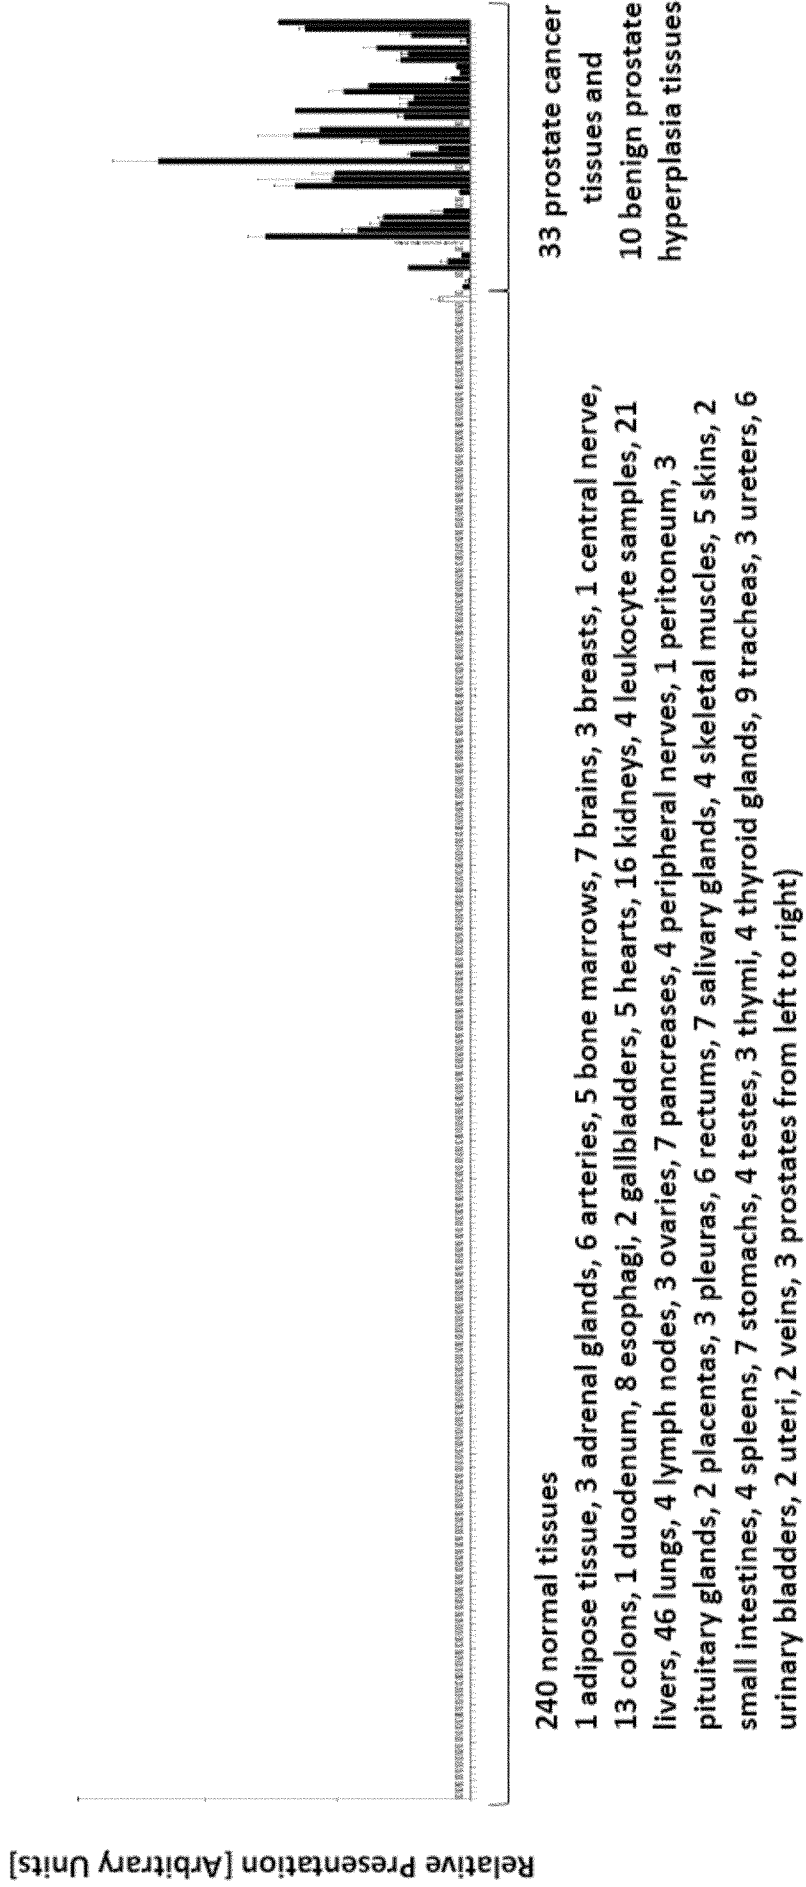 Relative Presentation [Arbitrary Units]
240 normal tissues
1 adipose tissue, 3 adrenal glands, 6 arteries, 5 bone marrows, 7 brains, 3 breasts, 1 central nerve,
13 colons, 1 duodenum, 8 esophagi, 2 gallbladders, 5 hearts, 16 kidneys, 4 leukocyte samples, 21
livers, 46 lungs, 4 lymph nodes, 3 ovaries, 7 pancreases, 4 peripheral nerves, 1 peritoneum, 3
pituitary glands, 2 placentas, 3 pleuras, 6 rectums, 7 salivary glands, 4 skeletal muscles, 5 skins, 2
small intestines, 4 spleens, 7 stomachs, 4 testes, 3 thymi, 4 thyroid glands, 9 tracheas, 3 ureters, 6
urinary bladders, 2 uteri, 2 veins, 3 prostates from left to right)
33 prostate cancer
tissues and
10 benign prostate
hyperplasia tissues